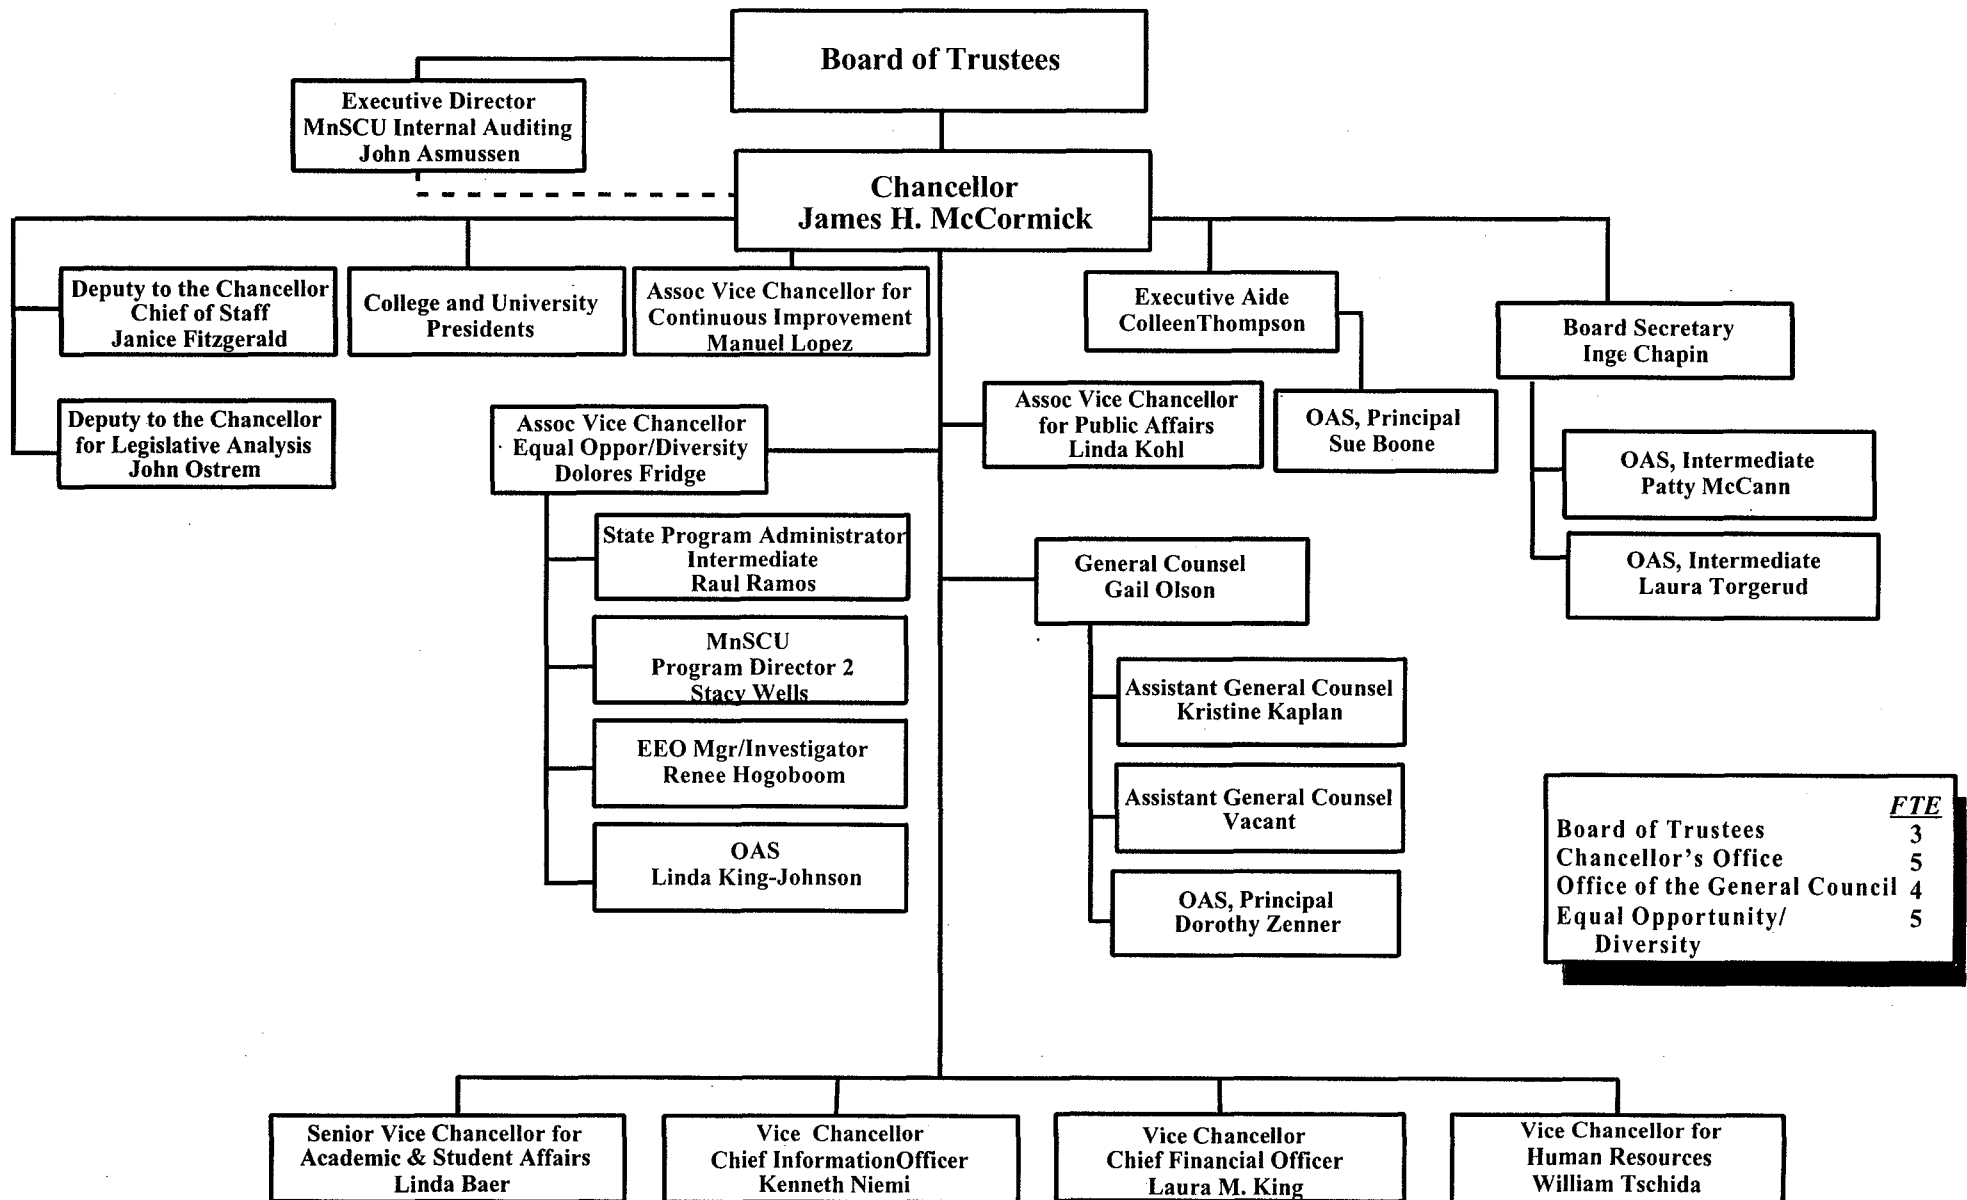 Board of Trustees
Executive Director
MnSCU Internal Auditing
John Asmussen
Chancellor
James H. McCormick
Deputy to the Chancellor
Chief of Staff
Janice Fitzgerald
College and University
Presidents
Assoc Vice Chancellor for
Continuous Improvement
Manuel Lopez
Executive Aide
ColleenThompson
Board Secretary
Inge Chapin
Deputy to the Chancellor
for Legislative Analysis
John Ostrem
Assoc Vice Chancellor
Equal Oppor/Diversity
Dolores Fridge
Assoc Vice Chancellor
for Public Affairs
Linda Kohl
OAS, Principal
Sue Boone
OAS, Intermediate
Patty McCann
OAS, Intermediate
Laura Torgerud
State Program Administrator
Intermediate
Raul Ramos
MnSCU
Program Director 2
Stacy Wells
EEO Mgr/Investigator
Renee Hogoboom
OAS
Linda King-Johnson
General Counsel
Gail Olson
Assistant General Counsel
Kristine Kaplan
Assistant General Counsel
Vacant
OAS, Principal
Dorothy Zenner
FTE
Board of Trustees 3
Chancellor's Office 5
Office of the General Council 4
Equal Opportunity/ 5
Diversity
Senior Vice Chancellor for
Academic & Student Affairs
Linda Baer
Vice Chancellor
Chief InformationOfficer
Kenneth Niemi
Vice Chancellor
Chief Financial Officer
Laura M. King
Vice Chancellor for
Human Resources
William Tschida